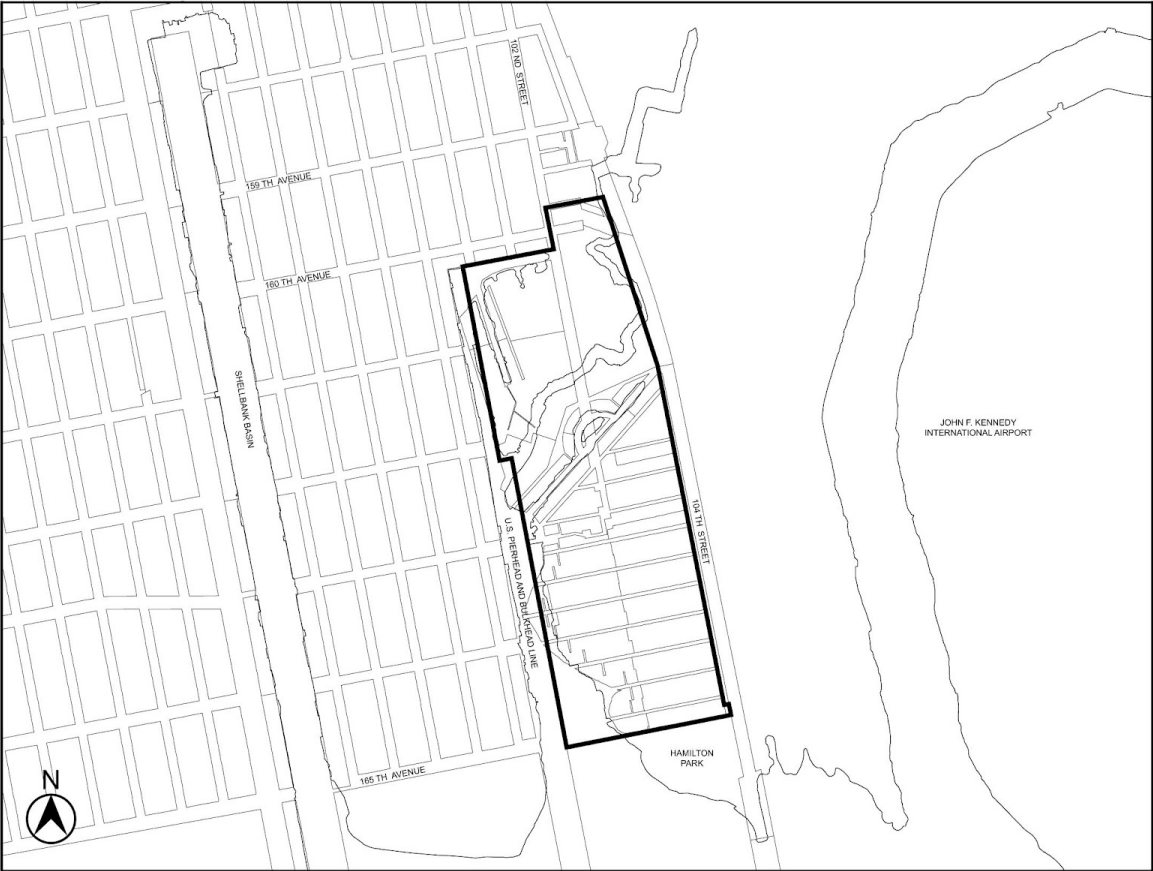 102 ND STREET
159 TH AVENUE
160 TH AVENUE
SHELLBANK BASIN
JOHN F. KENNEDY
INTERNATIONAL AIRPORT
104 TH STREET
U.S. PIERHEAD AND BULKHEAD LINE
HAMILTON
PARK
165 TH AVENUE
N